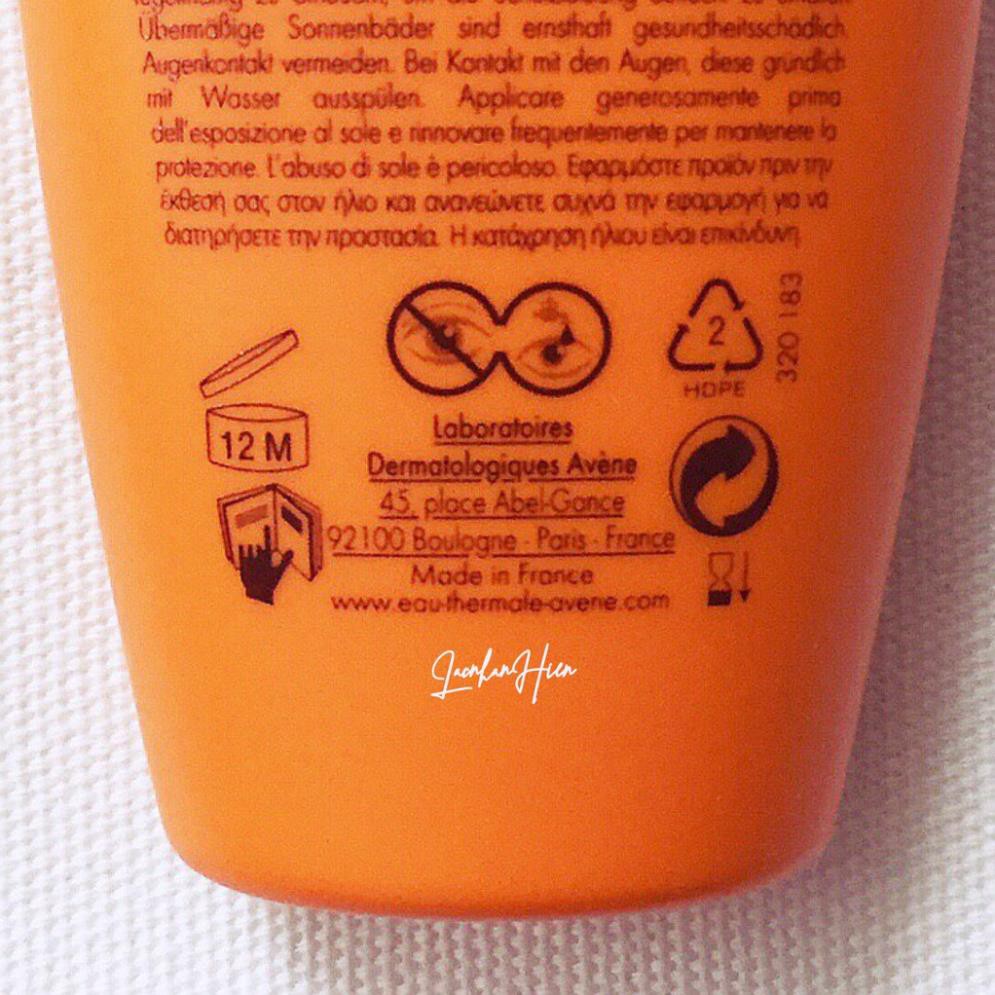 Übermäßige Sonnenbäder sind ernsthaft gesundheitsschädlich.
Augenkontakt vermeiden. Bei Kontakt mit den Augen, diese gründlich
mit Wasser ausspülen. Applicare generosamente prima
dell'esposizione al sole e rinnovare frequentemente per mantenere la
protezione. L'abuso di sole è pericoloso. Εφαρμόστε προϊόν πριν την
έκθεσή σας στον ήλιο και ανανεώνετε συχνά την εφαρμογή για να
διατηρήσετε την προστασία. Η κατάχρηση ήλιου είναι επικίνδυνη.
2
HDPE
320 183
12 M
Laboratoires
Dermatologiques Avène
45, place Abel-Gance
92100 Boulogne - Paris - France
Made in France
www.eau-thermale-avene.com
LaonhanHien